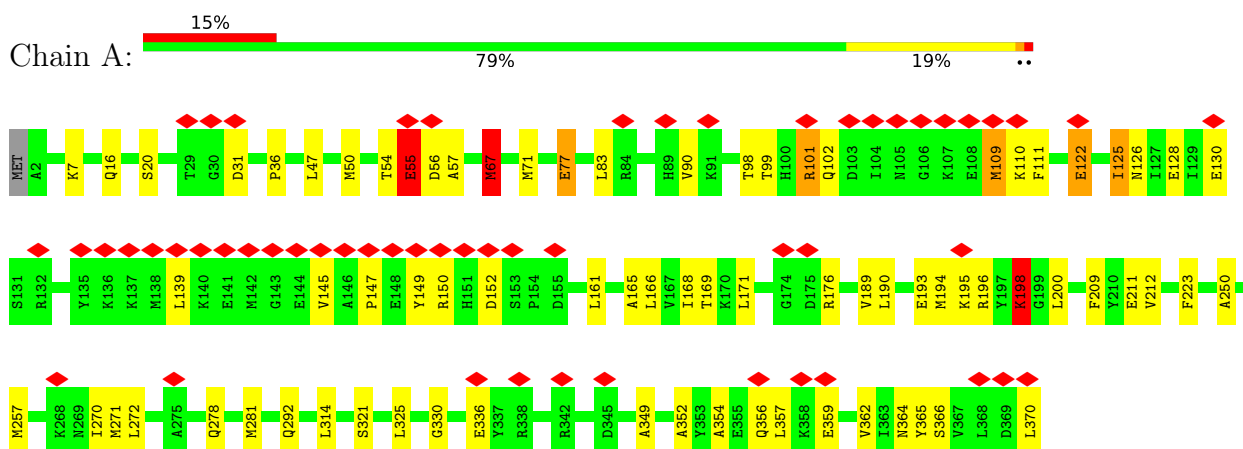 15%
Chain A:
79% 19% ••
MET A2 K7 Q16 S20 T29 G30 D31 P36 L47 M50 T54 E55 D56 A57 M67 M71 E77 L83 R84 H89 V90 K91 T98 T99 H100 R101 Q102 D103 I104 N105 G106 K107 E108 M109 K110 F111 E122 I125 N126 I127 E128 I129 E130
S131 R132 Y135 K136 K137 M138 L139 K140 E141 M142 G143 E144 V145 A146 P147 E148 Y149 R150 H151 D152 S153 P154 D155 L161 A165 L166 V167 I168 T169 K170 L171 G174 D175 R176 V189 L190 E193 M194 K195 R196 Y197 K198 G199 L200 F209 Y210 E211 V212 F223 A250
M257 K268 N269 I270 M271 L272 A275 Q278 M281 Q292 L314 S321 L325 G330 E336 Y337 R338 R342 D345 A349 A352 Y353 A354 E355 Q356 L357 K358 E359 V362 I363 N364 Y365 S366 V367 L368 D369 L370